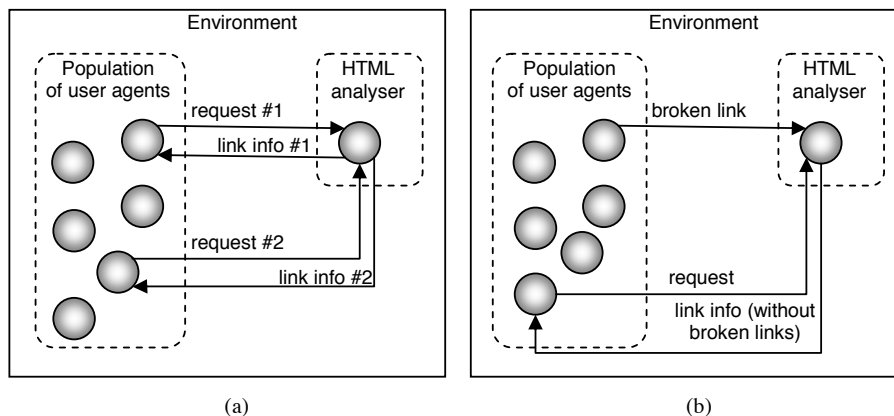 Environment
Population
of user agents
HTML
analyser
request #1
link info #1
request #2
link info #2
(a)
Environment
Population
of user agents
HTML
analyser
broken link
request
link info (without
broken links)
(b)